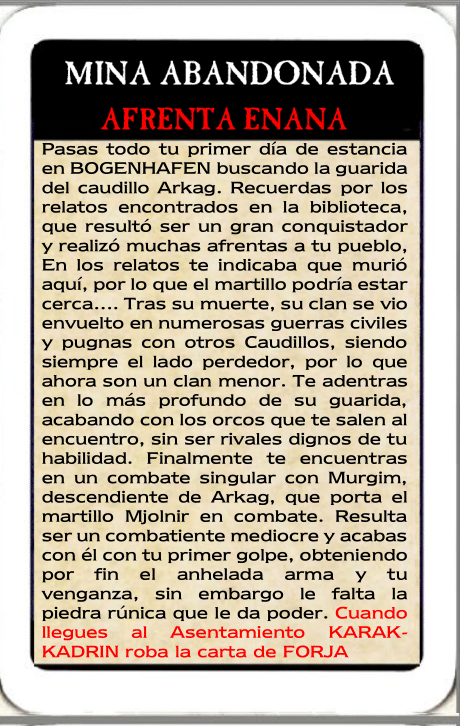 MINA ABANDONADA
AFRENTA ENANA
Pasas todo tu primer día de estancia
en BOGENHAFEN buscando la guarida
del caudillo Arkag. Recuerdas por los
relatos encontrados en la biblioteca,
que resultó ser un gran conquistador
y realizó muchas afrentas a tu pueblo,
En los relatos te indicaba que murió
aquí, por lo que el martillo podría estar
cerca.... Tras su muerte, su clan se vio
envuelto en numerosas guerras civiles
y pugnas con otros Caudillos, siendo
siempre el lado perdedor, por lo que
ahora son un clan menor. Te adentras
en lo más profundo de su guarida,
acabando con los orcos que te salen al
encuentro, sin ser rivales dignos de tu
habilidad. Finalmente te encuentras
en un combate singular con Murgim,
descendiente de Arkag, que porta el
martillo Mjolnir en combate. Resulta
ser un combatiente mediocre y acabas
con él con tu primer golpe, obteniendo
por fin el anhelada arma y tu
venganza, sin embargo le falta la
piedra rúnica que le da poder. Cuando
llegues al Asentamiento KARAK-
KADRIN roba la carta de FORJA